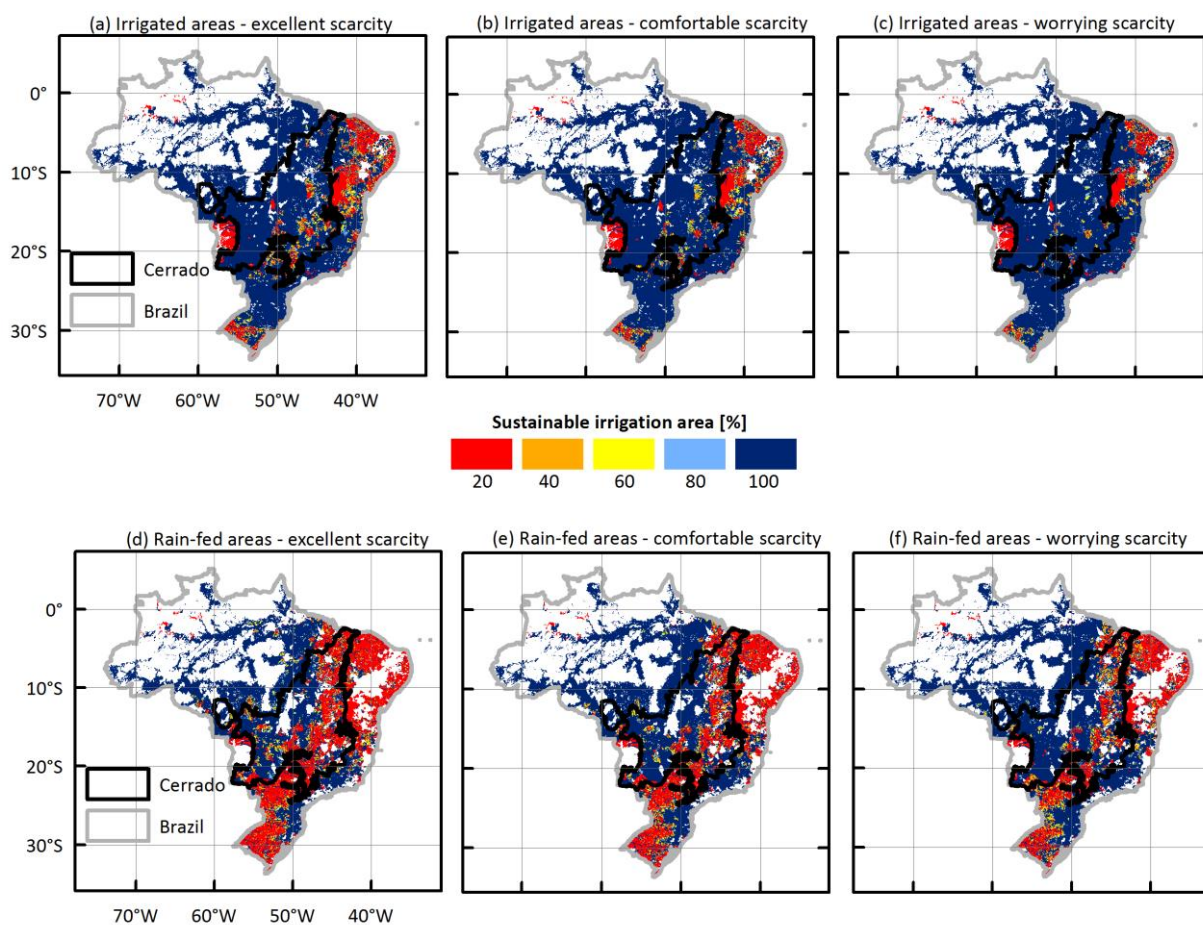 (a) Irrigated areas - excellent scarcity
(b) Irrigated areas - comfortable scarcity
(c) Irrigated areas - worrying scarcity
0°
10°S
20°S
Cerrado
Brazil
30°S
70°W 60°W 50°W 40°W
Sustainable irrigation area [%]
20 40 60 80 100
(d) Rain-fed areas - excellent scarcity
(e) Rain-fed areas - comfortable scarcity
(f) Rain-fed areas - worrying scarcity
0°
10°S
20°S
Cerrado
Brazil
30°S
70°W 60°W 50°W 40°W